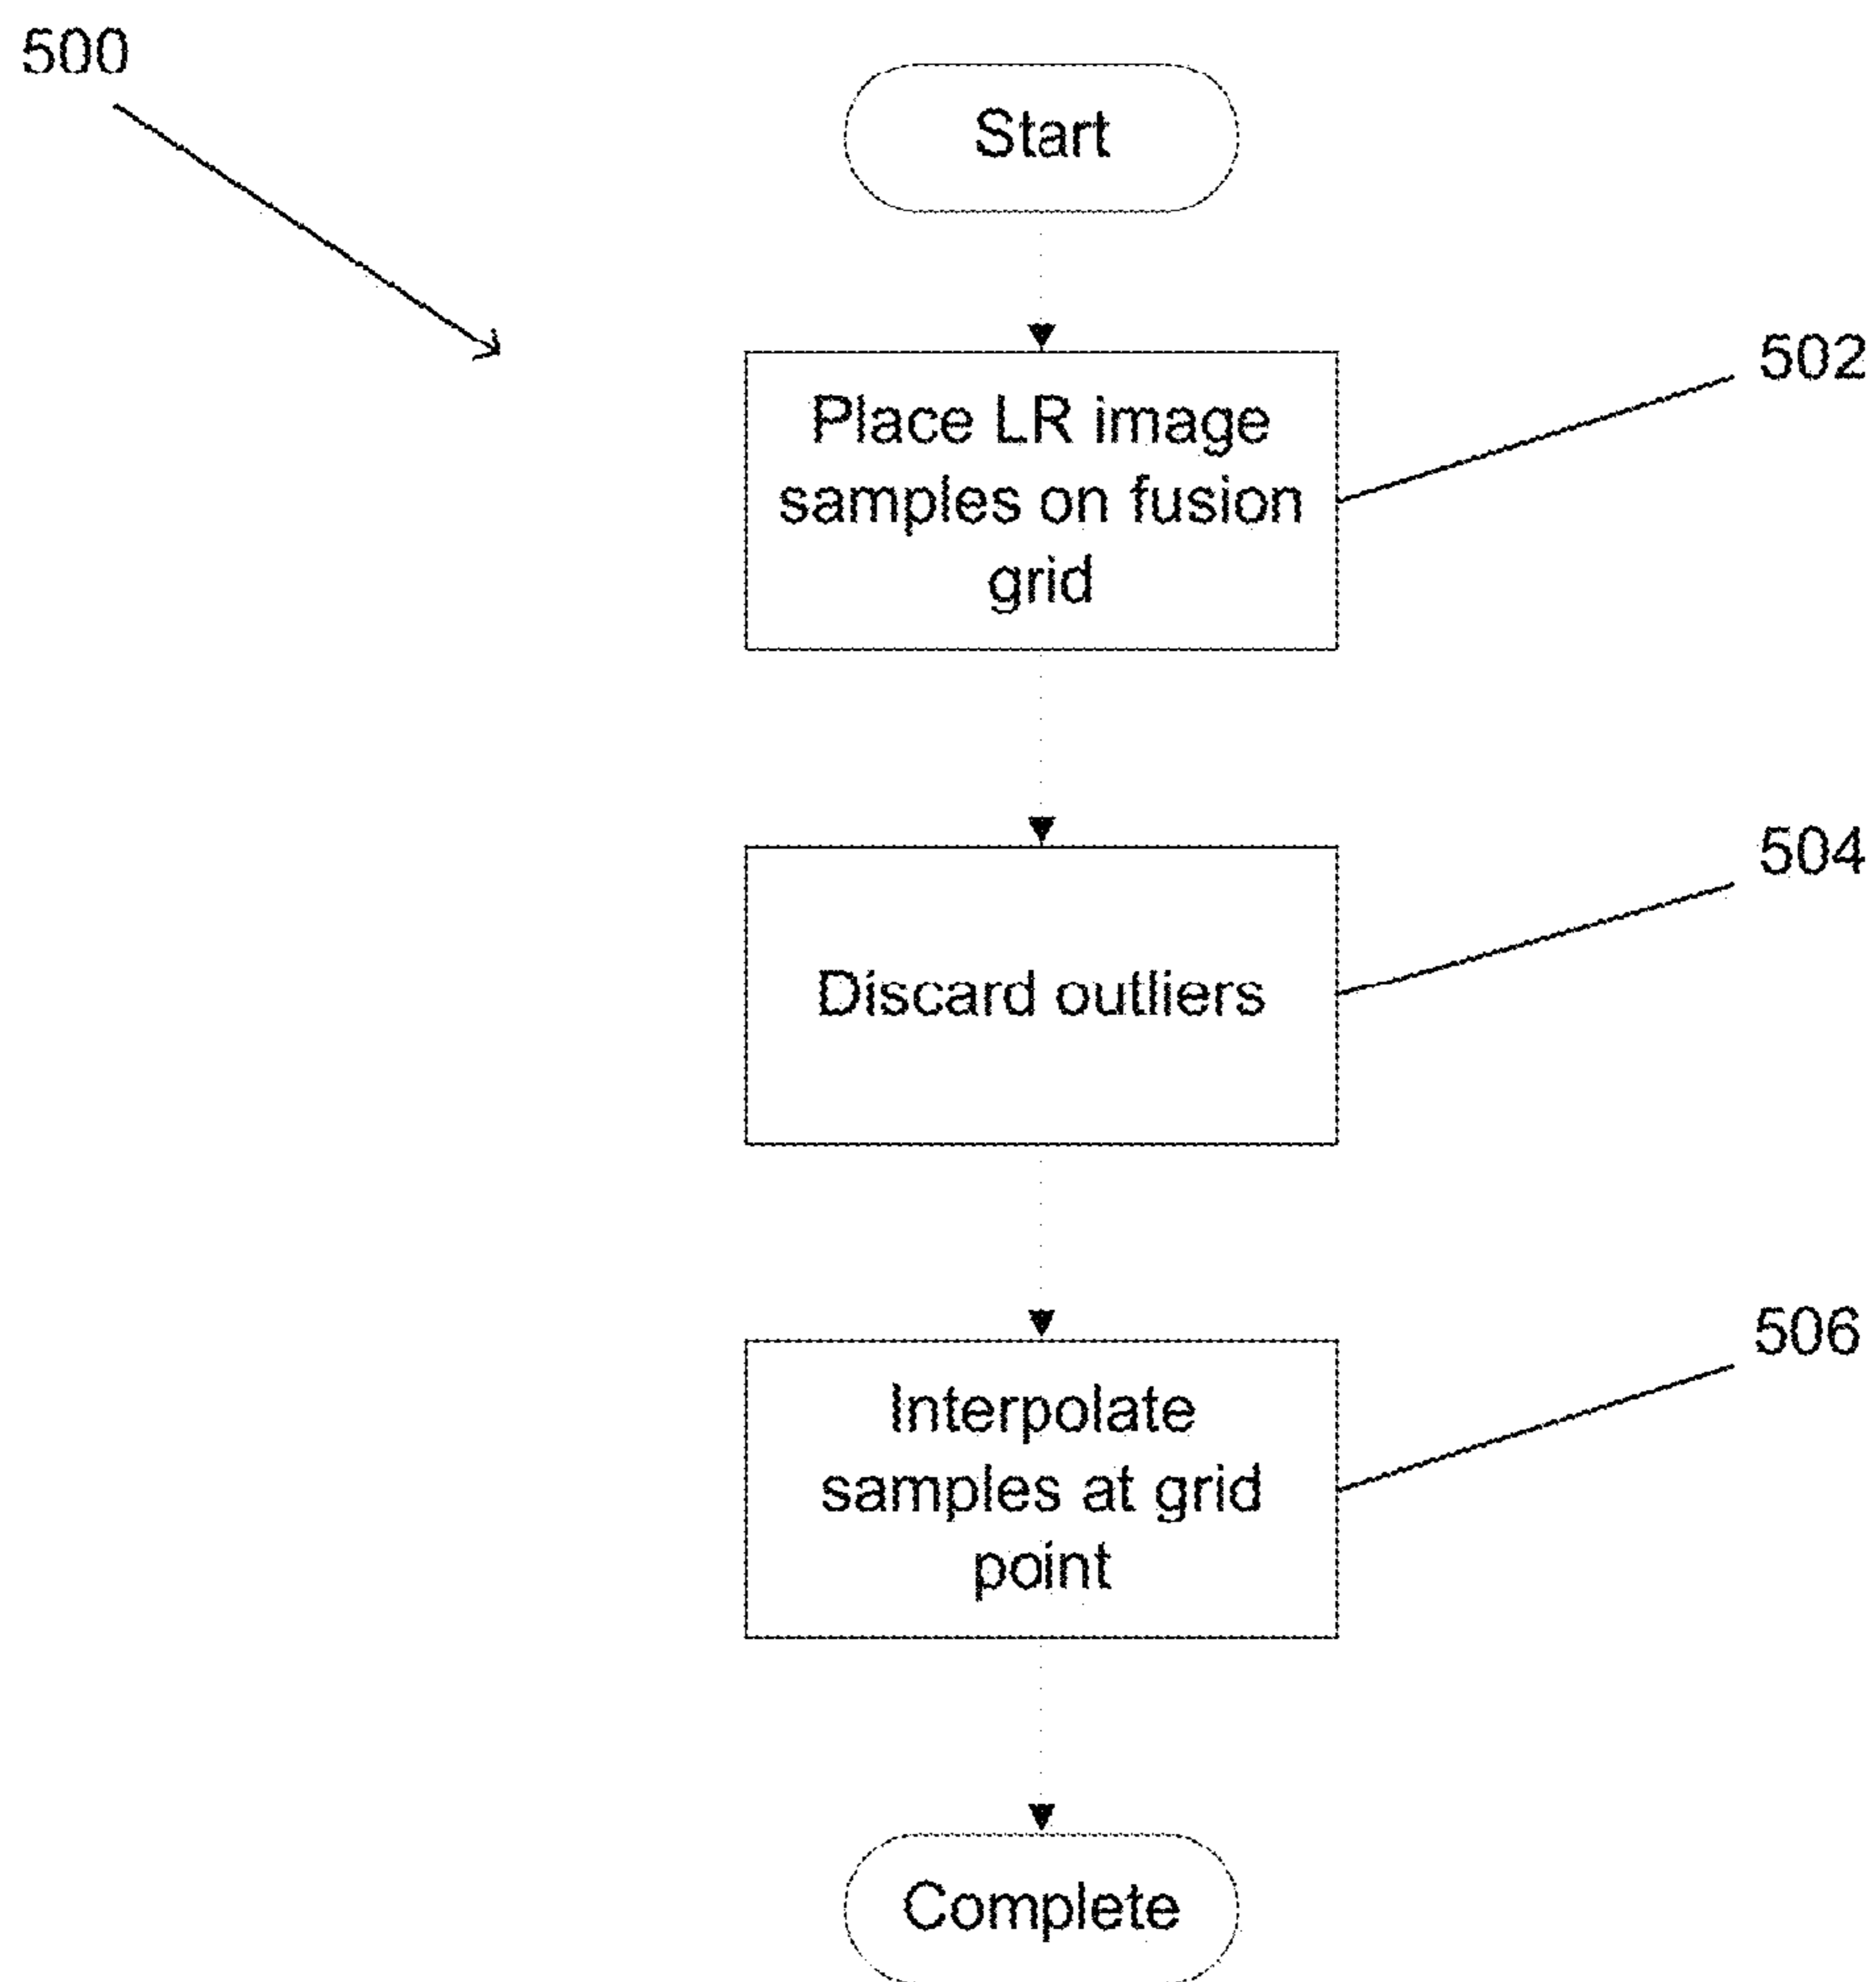 500
Start
502
Place LR image
samples on fusion
grid
504
Discard outliers
506
Interpolate
samples at grid
point
Complete